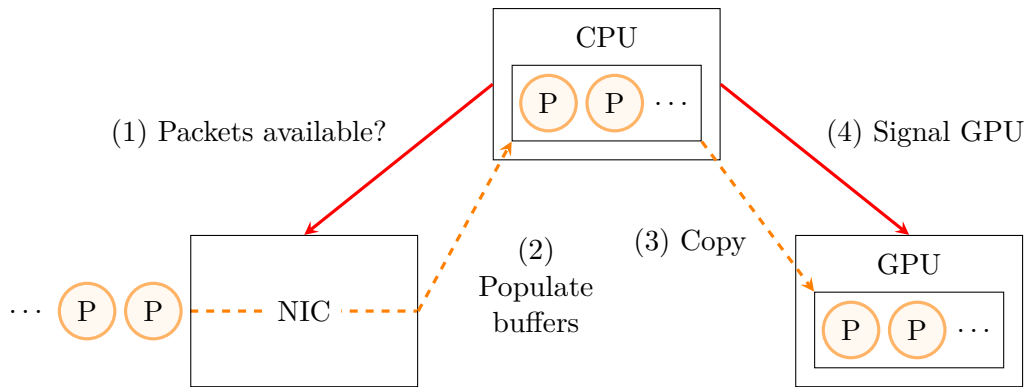 CPU
P P ···
(1) Packets available?
(4) Signal GPU
(2)
Populate
buffers
(3) Copy
GPU
··· P P
NIC
P P ···